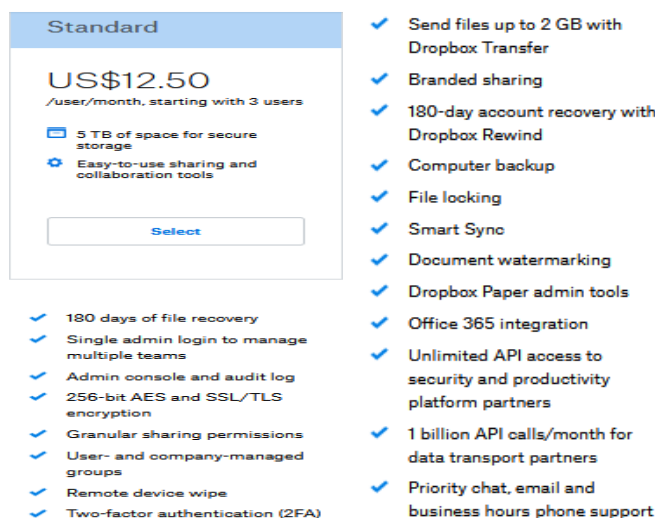 Standard
US$12.50
/user/month, starting with 3 users
5 TB of space for secure
storage
Easy-to-use sharing and
collaboration tools
Select
180 days of file recovery
Single admin login to manage
multiple teams
Admin console and audit log
256-bit AES and SSL/TLS
encryption
Granular sharing permissions
User- and company-managed
groups
Remote device wipe
Two-factor authentication (2FA)
Send files up to 2 GB with
Dropbox Transfer
Branded sharing
180-day account recovery with
Dropbox Rewind
Computer backup
File locking
Smart Sync
Document watermarking
Dropbox Paper admin tools
Office 365 integration
Unlimited API access to
security and productivity
platform partners
1 billion API calls/month for
data transport partners
Priority chat, email and
business hours phone support